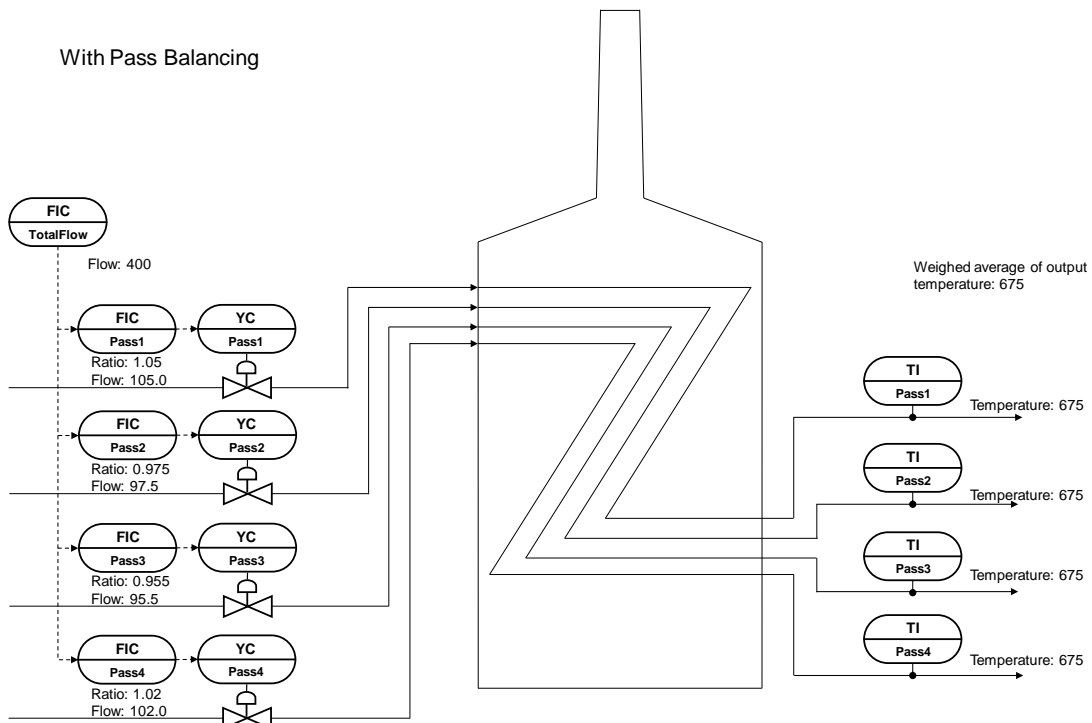 With Pass Balancing
FIC
TotalFlow
Flow: 400
Weighed average of output
temperature: 675
FIC
Pass1
YC
Pass1
Ratio: 1.05
Flow: 105.0
FIC
Pass2
YC
Pass2
Ratio: 0.975
Flow: 97.5
FIC
Pass3
YC
Pass3
Ratio: 0.955
Flow: 95.5
FIC
Pass4
YC
Pass4
Ratio: 1.02
Flow: 102.0
TI
Pass1
Temperature: 675
TI
Pass2
Temperature: 675
TI
Pass3
Temperature: 675
TI
Pass4
Temperature: 675